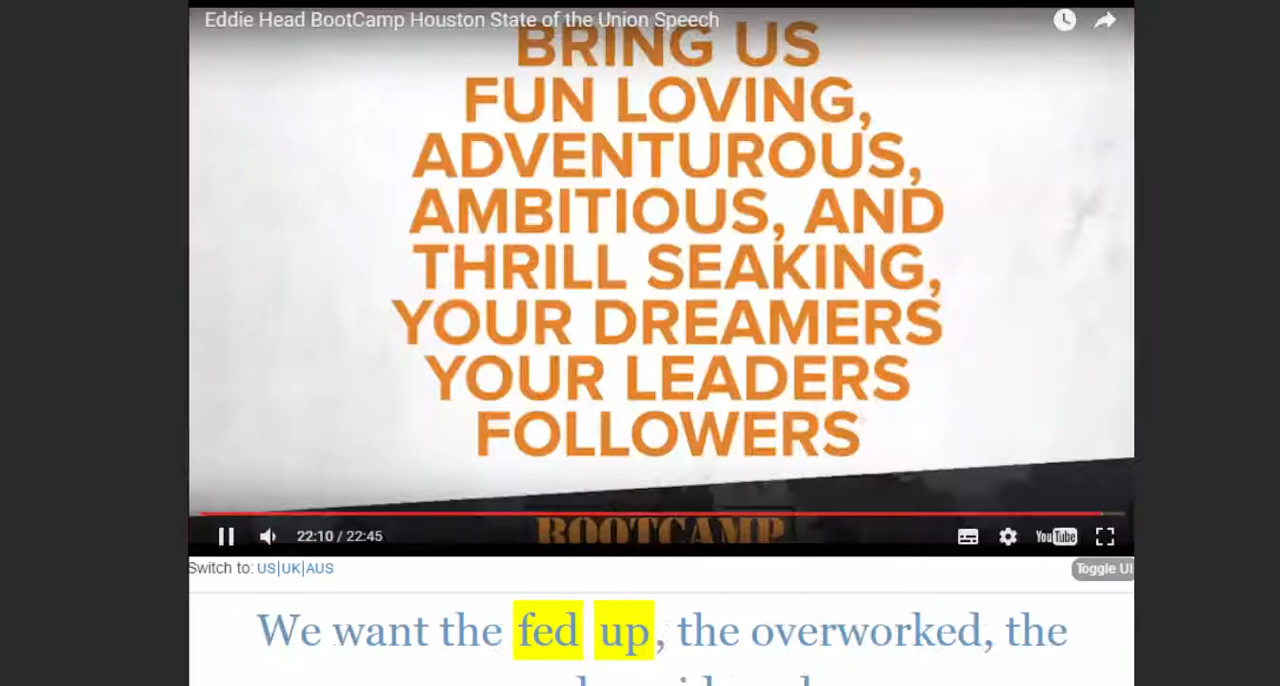 Eddie Head BootCamp Houston State of the Union Speech
BRING US
FUN LOVING,
ADVENTUROUS,
AMBITIOUS, AND
THRILL SEAKING,
YOUR DREAMERS
YOUR LEADERS
FOLLOWERS
BOOTCAMP
22:10 / 22:45
YouTube
Switch to: US|UK|AUS
Toggle UI
We want the fed up, the overworked, the